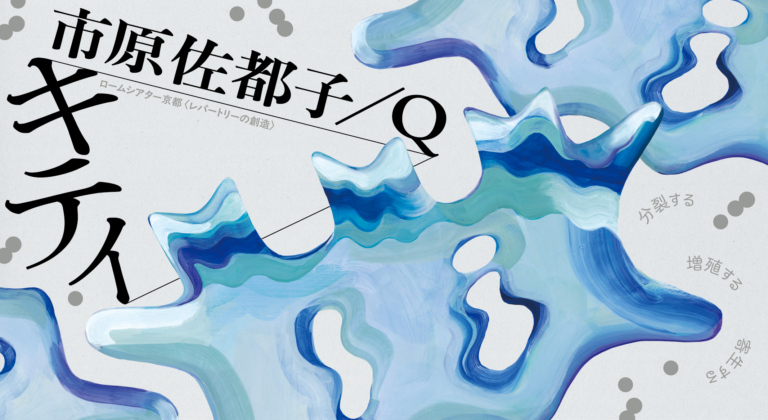 市原佐都子／Q
ロームシアター京都〈レパートリーの創造〉
キティ
分裂する
増殖する
寄生する